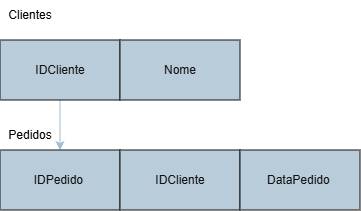 Clientes
IDCliente Nome
Pedidos
IDPedido IDCliente DataPedido